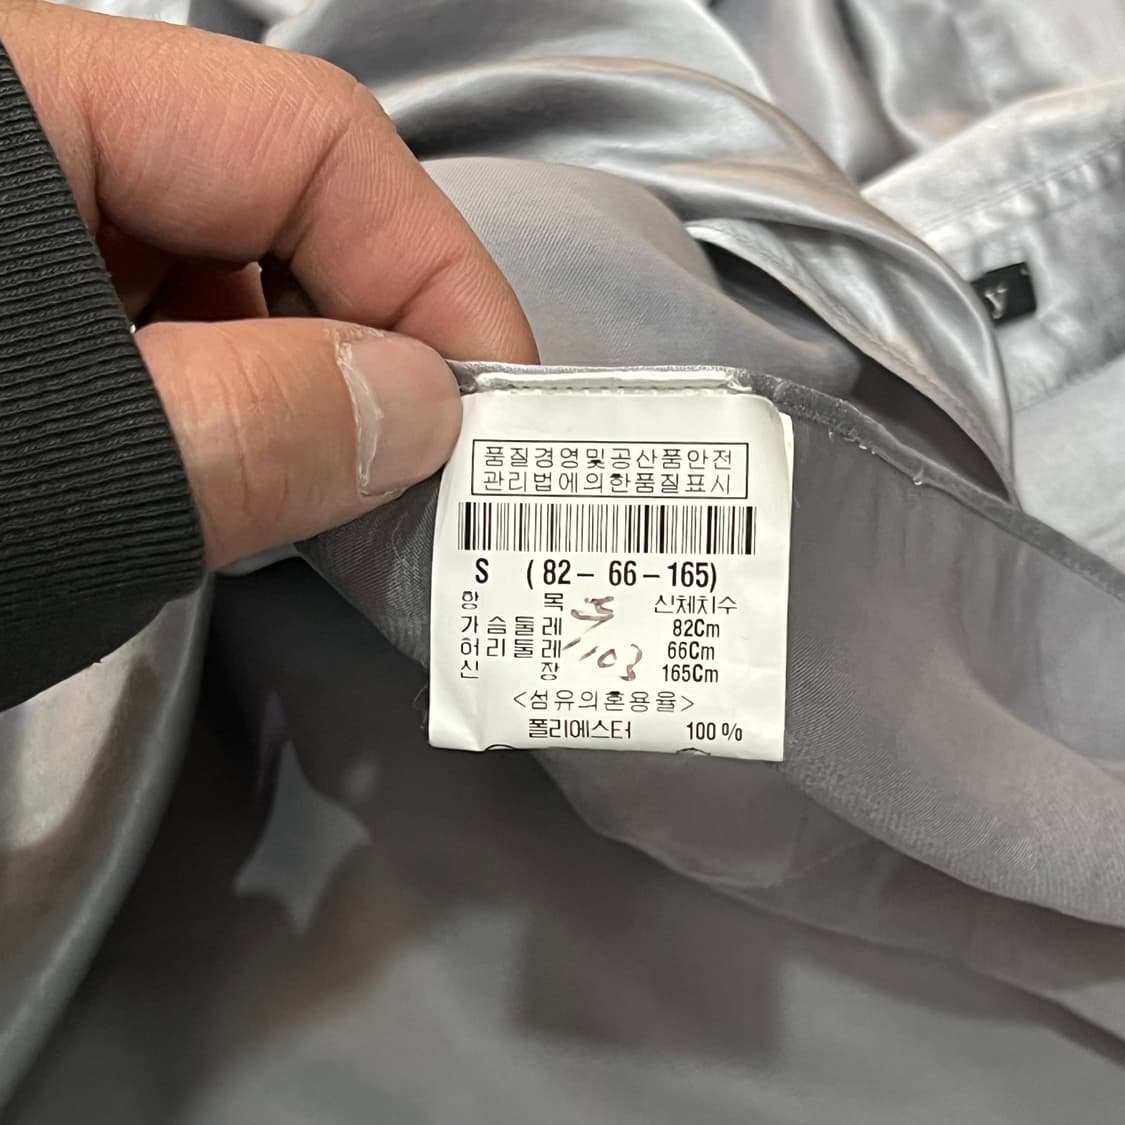 품질경영및공산품안전
관리법에의한품질표시
S (82-66-165)
항 목 신체치수
가슴둘레 82Cm
허리둘레 66Cm
신 장 165Cm
1103
<섬유의혼용율>
폴리에스터 100%
y